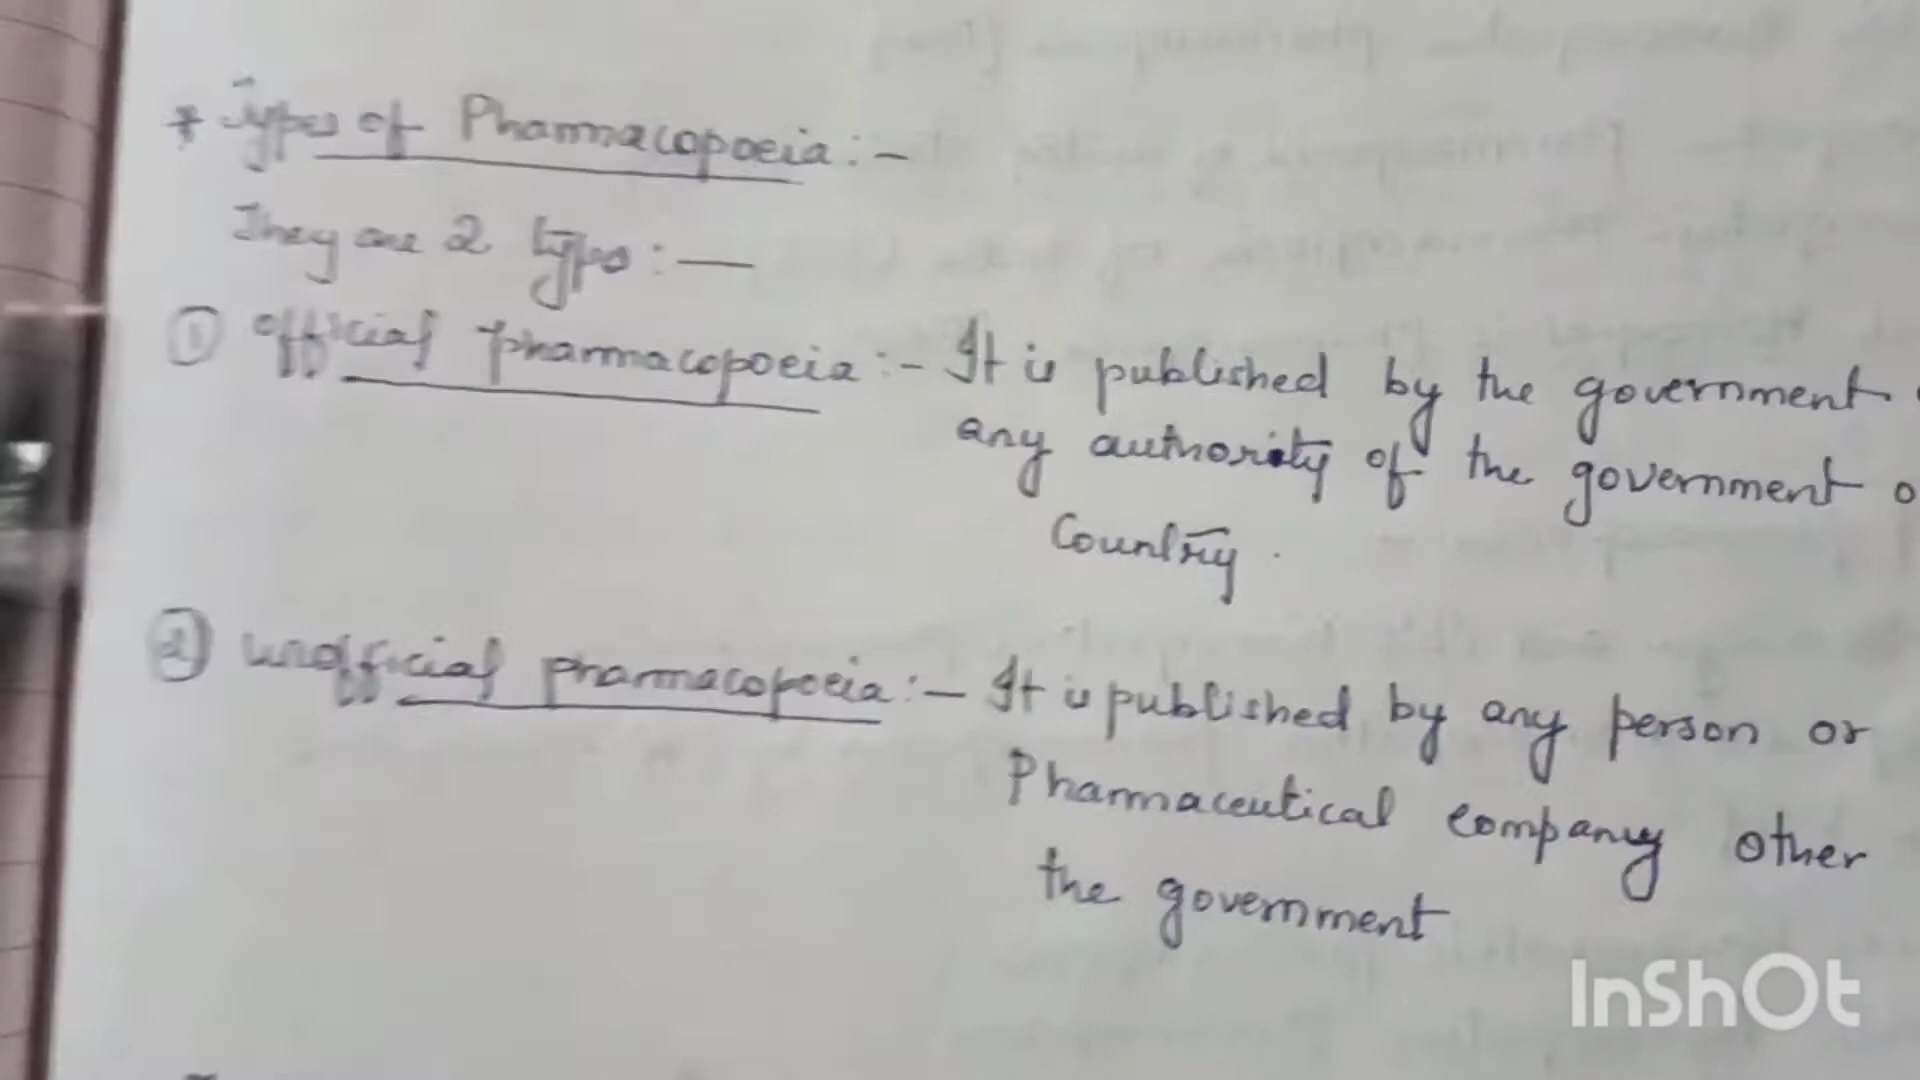 * Types of Pharmacopoeia :-
They are 2 types :-
① official pharmacopoeia :- It is published by the government
any authority of the government o
Country.
② unofficial pharmacopoeia :- It is published by any person or
Pharmaceutical company other
the government
InShOt